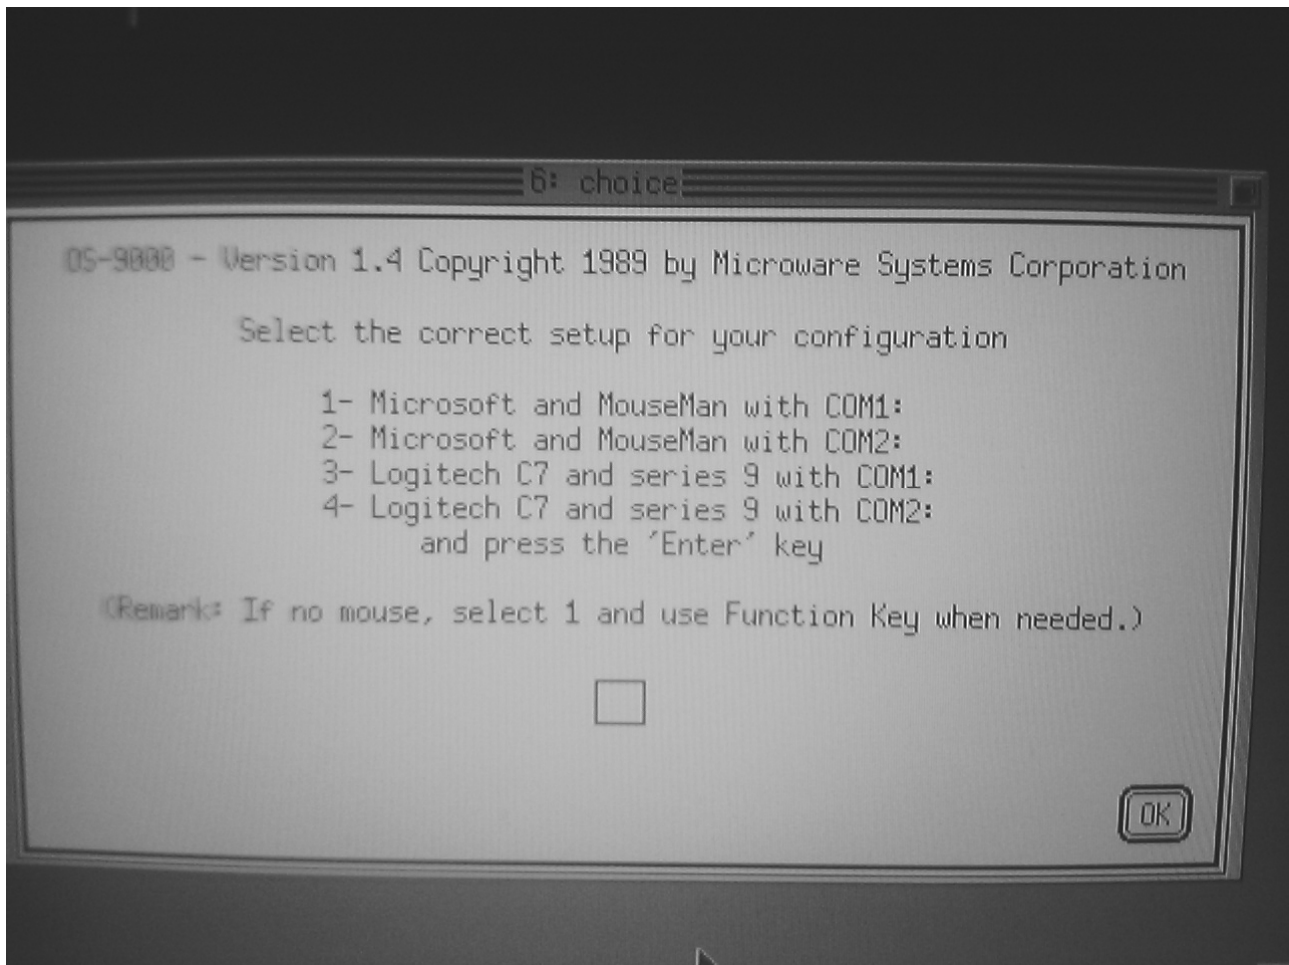 6: choice
OS-9000 - Version 1.4 Copyright 1989 by Microware Systems Corporation
Select the correct setup for your configuration
1- Microsoft and MouseMan with COM1:
2- Microsoft and MouseMan with COM2:
3- Logitech C7 and series 9 with COM1:
4- Logitech C7 and series 9 with COM2:
and press the 'Enter' key
(Remark: If no mouse, select 1 and use Function Key when needed.)
OK